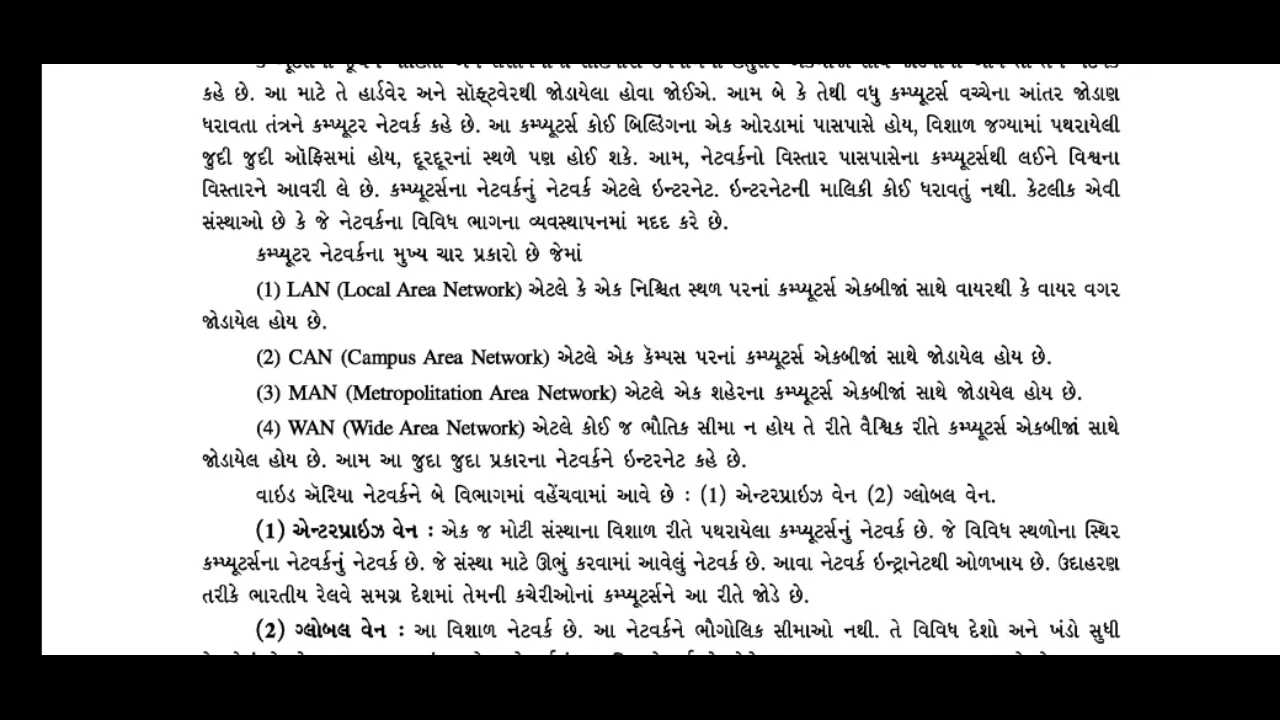 કહે છે. આ માટે તે હાર્ડવેર અને સૉફ્ટવેરથી જોડાયેલા હોવા જોઈએ. આમ બે કે તેથી વધુ કમ્પ્યૂટર્સ વચ્ચેના આંતર જોડાણ
ધરાવતા તંત્રને કમ્પ્યૂટર નેટવર્ક કહે છે. આ કમ્પ્યૂટર્સ કોઈ બિલ્ડિંગના એક ઓરડામાં પાસપાસે હોય, વિશાળ જગ્યામાં પથરાયેલી
જુદી જુદી ઑફિસમાં હોય, દૂરદૂરનાં સ્થળે પણ હોઈ શકે. આમ, નેટવર્કનો વિસ્તાર પાસપાસેના કમ્પ્યૂટર્સથી લઈને વિશ્વના
વિસ્તારને આવરી લે છે. કમ્પ્યૂટર્સના નેટવર્કનું નેટવર્ક એટલે ઇન્ટરનેટ. ઇન્ટરનેટની માલિકી કોઈ ધરાવતું નથી. કેટલીક એવી
સંસ્થાઓ છે કે જે નેટવર્કના વિવિધ ભાગના વ્યવસ્થાપનમાં મદદ કરે છે.
કમ્પ્યૂટર નેટવર્કના મુખ્ય ચાર પ્રકારો છે જેમાં
(1) LAN (Local Area Network) એટલે કે એક નિશ્ચિત સ્થળ પરનાં કમ્પ્યૂટર્સ એકબીજાં સાથે વાયરથી કે વાયર વગર
જોડાયેલ હોય છે.
(2) CAN (Campus Area Network) એટલે એક કૅમ્પસ પરનાં કમ્પ્યૂટર્સ એકબીજાં સાથે જોડાયેલ હોય છે.
(3) MAN (Metropolitation Area Network) એટલે એક શહેરના કમ્પ્યૂટર્સ એકબીજાં સાથે જોડાયેલ હોય છે.
(4) WAN (Wide Area Network) એટલે કોઈ જ ભૌતિક સીમા ન હોય તે રીતે વૈશ્વિક રીતે કમ્પ્યૂટર્સ એકબીજાં સાથે
જોડાયેલ હોય છે. આમ આ જુદા જુદા પ્રકારના નેટવર્કને ઇન્ટરનેટ કહે છે.
વાઇડ ઍરિયા નેટવર્કને બે વિભાગમાં વહેંચવામાં આવે છે : (1) એન્ટરપ્રાઇઝ વેન (2) ગ્લોબલ વેન.
(1) એન્ટરપ્રાઇઝ વેન : એક જ મોટી સંસ્થાના વિશાળ રીતે પથરાયેલા કમ્પ્યૂટર્સનું નેટવર્ક છે. જે વિવિધ સ્થળોના સ્થિર
કમ્પ્યૂટર્સના નેટવર્કનું નેટવર્ક છે. જે સંસ્થા માટે ઊભું કરવામાં આવેલું નેટવર્ક છે. આવા નેટવર્ક ઇન્ટ્રાનેટથી ઓળખાય છે. ઉદાહરણ
તરીકે ભારતીય રેલવે સમગ્ર દેશમાં તેમની કચેરીઓનાં કમ્પ્યૂટર્સને આ રીતે જોડે છે.
(2) ગ્લોબલ વેન : આ વિશાળ નેટવર્ક છે. આ નેટવર્કને ભૌગોલિક સીમાઓ નથી. તે વિવિધ દેશો અને ખંડો સુધી